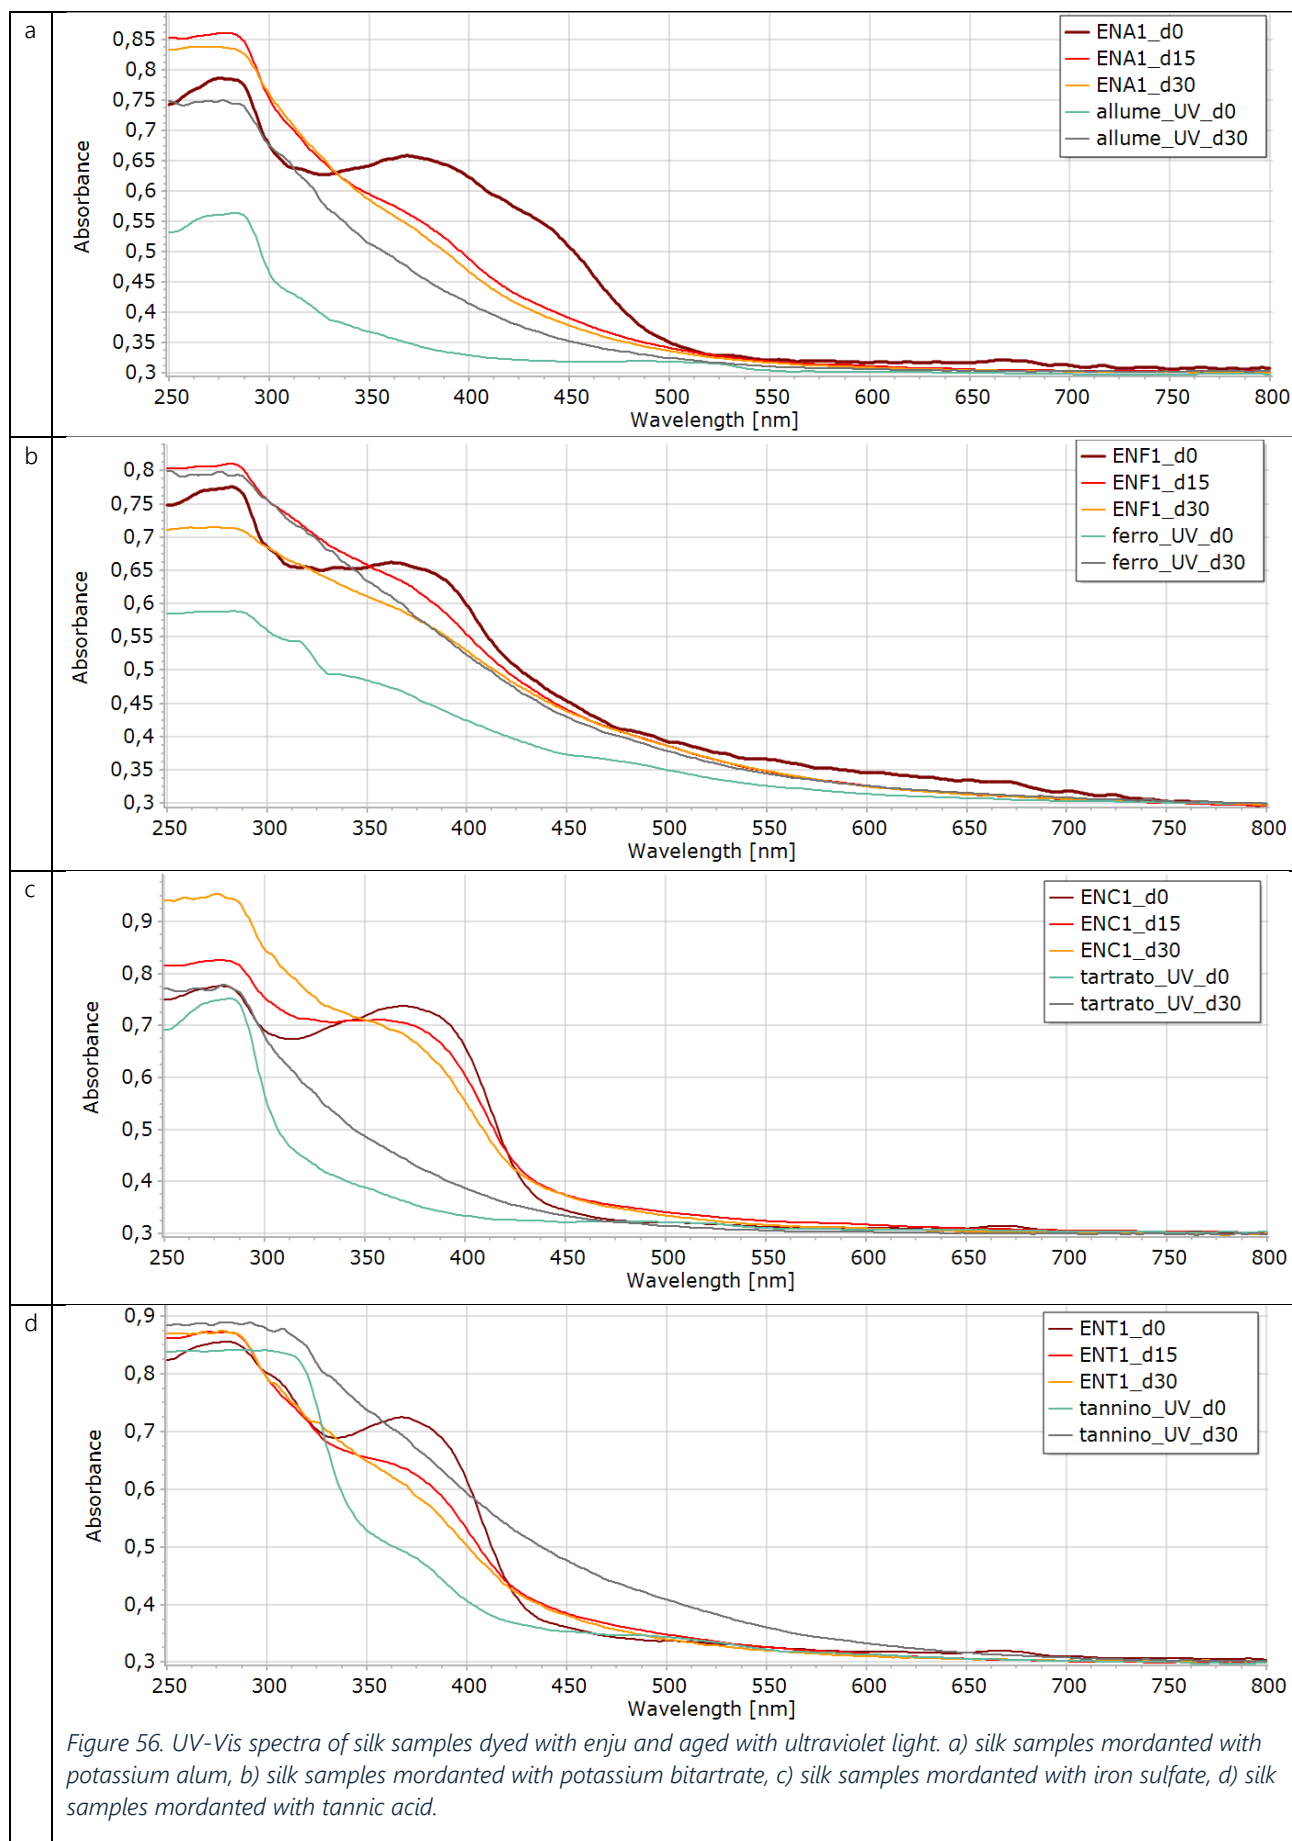 a
ENA1_d0
ENA1_d15
ENA1_d30
allume_UV_d0
allume_UV_d30
Absorbance
0,85
0,8
0,75
0,7
0,65
0,6
0,55
0,5
0,45
0,4
0,35
0,3
250 300 350 400 450 500 550 600 650 700 750 800
Wavelength [nm]
b
ENF1_d0
ENF1_d15
ENF1_d30
ferro_UV_d0
ferro_UV_d30
Absorbance
0,8
0,75
0,7
0,65
0,6
0,55
0,5
0,45
0,4
0,35
0,3
250 300 350 400 450 500 550 600 650 700 750 800
Wavelength [nm]
c
ENC1_d0
ENC1_d15
ENC1_d30
tartrato_UV_d0
tartrato_UV_d30
Absorbance
0,9
0,8
0,7
0,6
0,5
0,4
0,3
250 300 350 400 450 500 550 600 650 700 750 800
Wavelength [nm]
d
ENT1_d0
ENT1_d15
ENT1_d30
tannino_UV_d0
tannino_UV_d30
Absorbance
0,9
0,8
0,7
0,6
0,5
0,4
0,3
250 300 350 400 450 500 550 600 650 700 750 800
Wavelength [nm]
Figure 56. UV-Vis spectra of silk samples dyed with enju and aged with ultraviolet light. a) silk samples mordanted with
potassium alum, b) silk samples mordanted with potassium bitartrate, c) silk samples mordanted with iron sulfate, d) silk
samples mordanted with tannic acid.